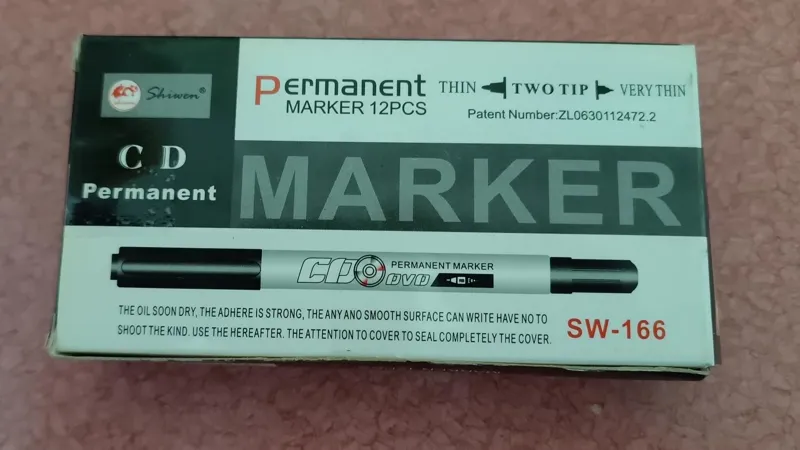 Shiwen®
Permanent
MARKER 12PCS
THIN TWO TIP VERY THIN
Patent Number:ZL0630112472.2
CD
Permanent
MARKER
CD DVD
PERMANENT MARKER
THE OIL SOON DRY, THE ADHERE IS STRONG, THE ANY ANO SMOOTH SURFACE CAN WRITE HAVE NO TO
SHOOT THE KIND. USE THE HEREAFTER. THE ATTENTION TO COVER TO SEAL COMPLETELY THE COVER.
SW-166